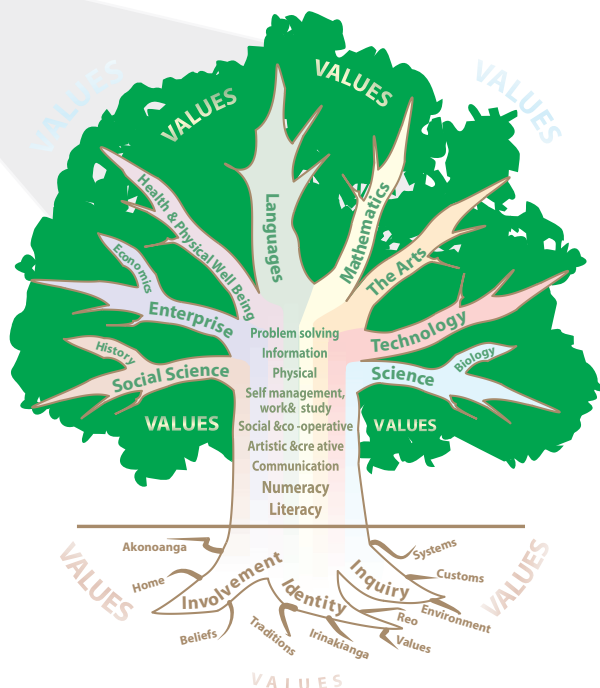 VALUES
VALUES
VALUES
VALUES
Languages
Mathematics
Health & Physical Well Being
The Arts
Economics
Enterprise
Technology
History
Social Science
Biology
Science
Problem solving
Information
Physical
Self management,
work& study
Social &co -operative
Artistic &cre ative
Communication
Numeracy
Literacy
VALUES
VALUES
Akonoanga
Home
Beliefs
Involvement
Traditions
Identity
Irinakianga
Inquiry
Systems
Customs
Environment
Reo
Values
VALUES
VALUES
VALUES